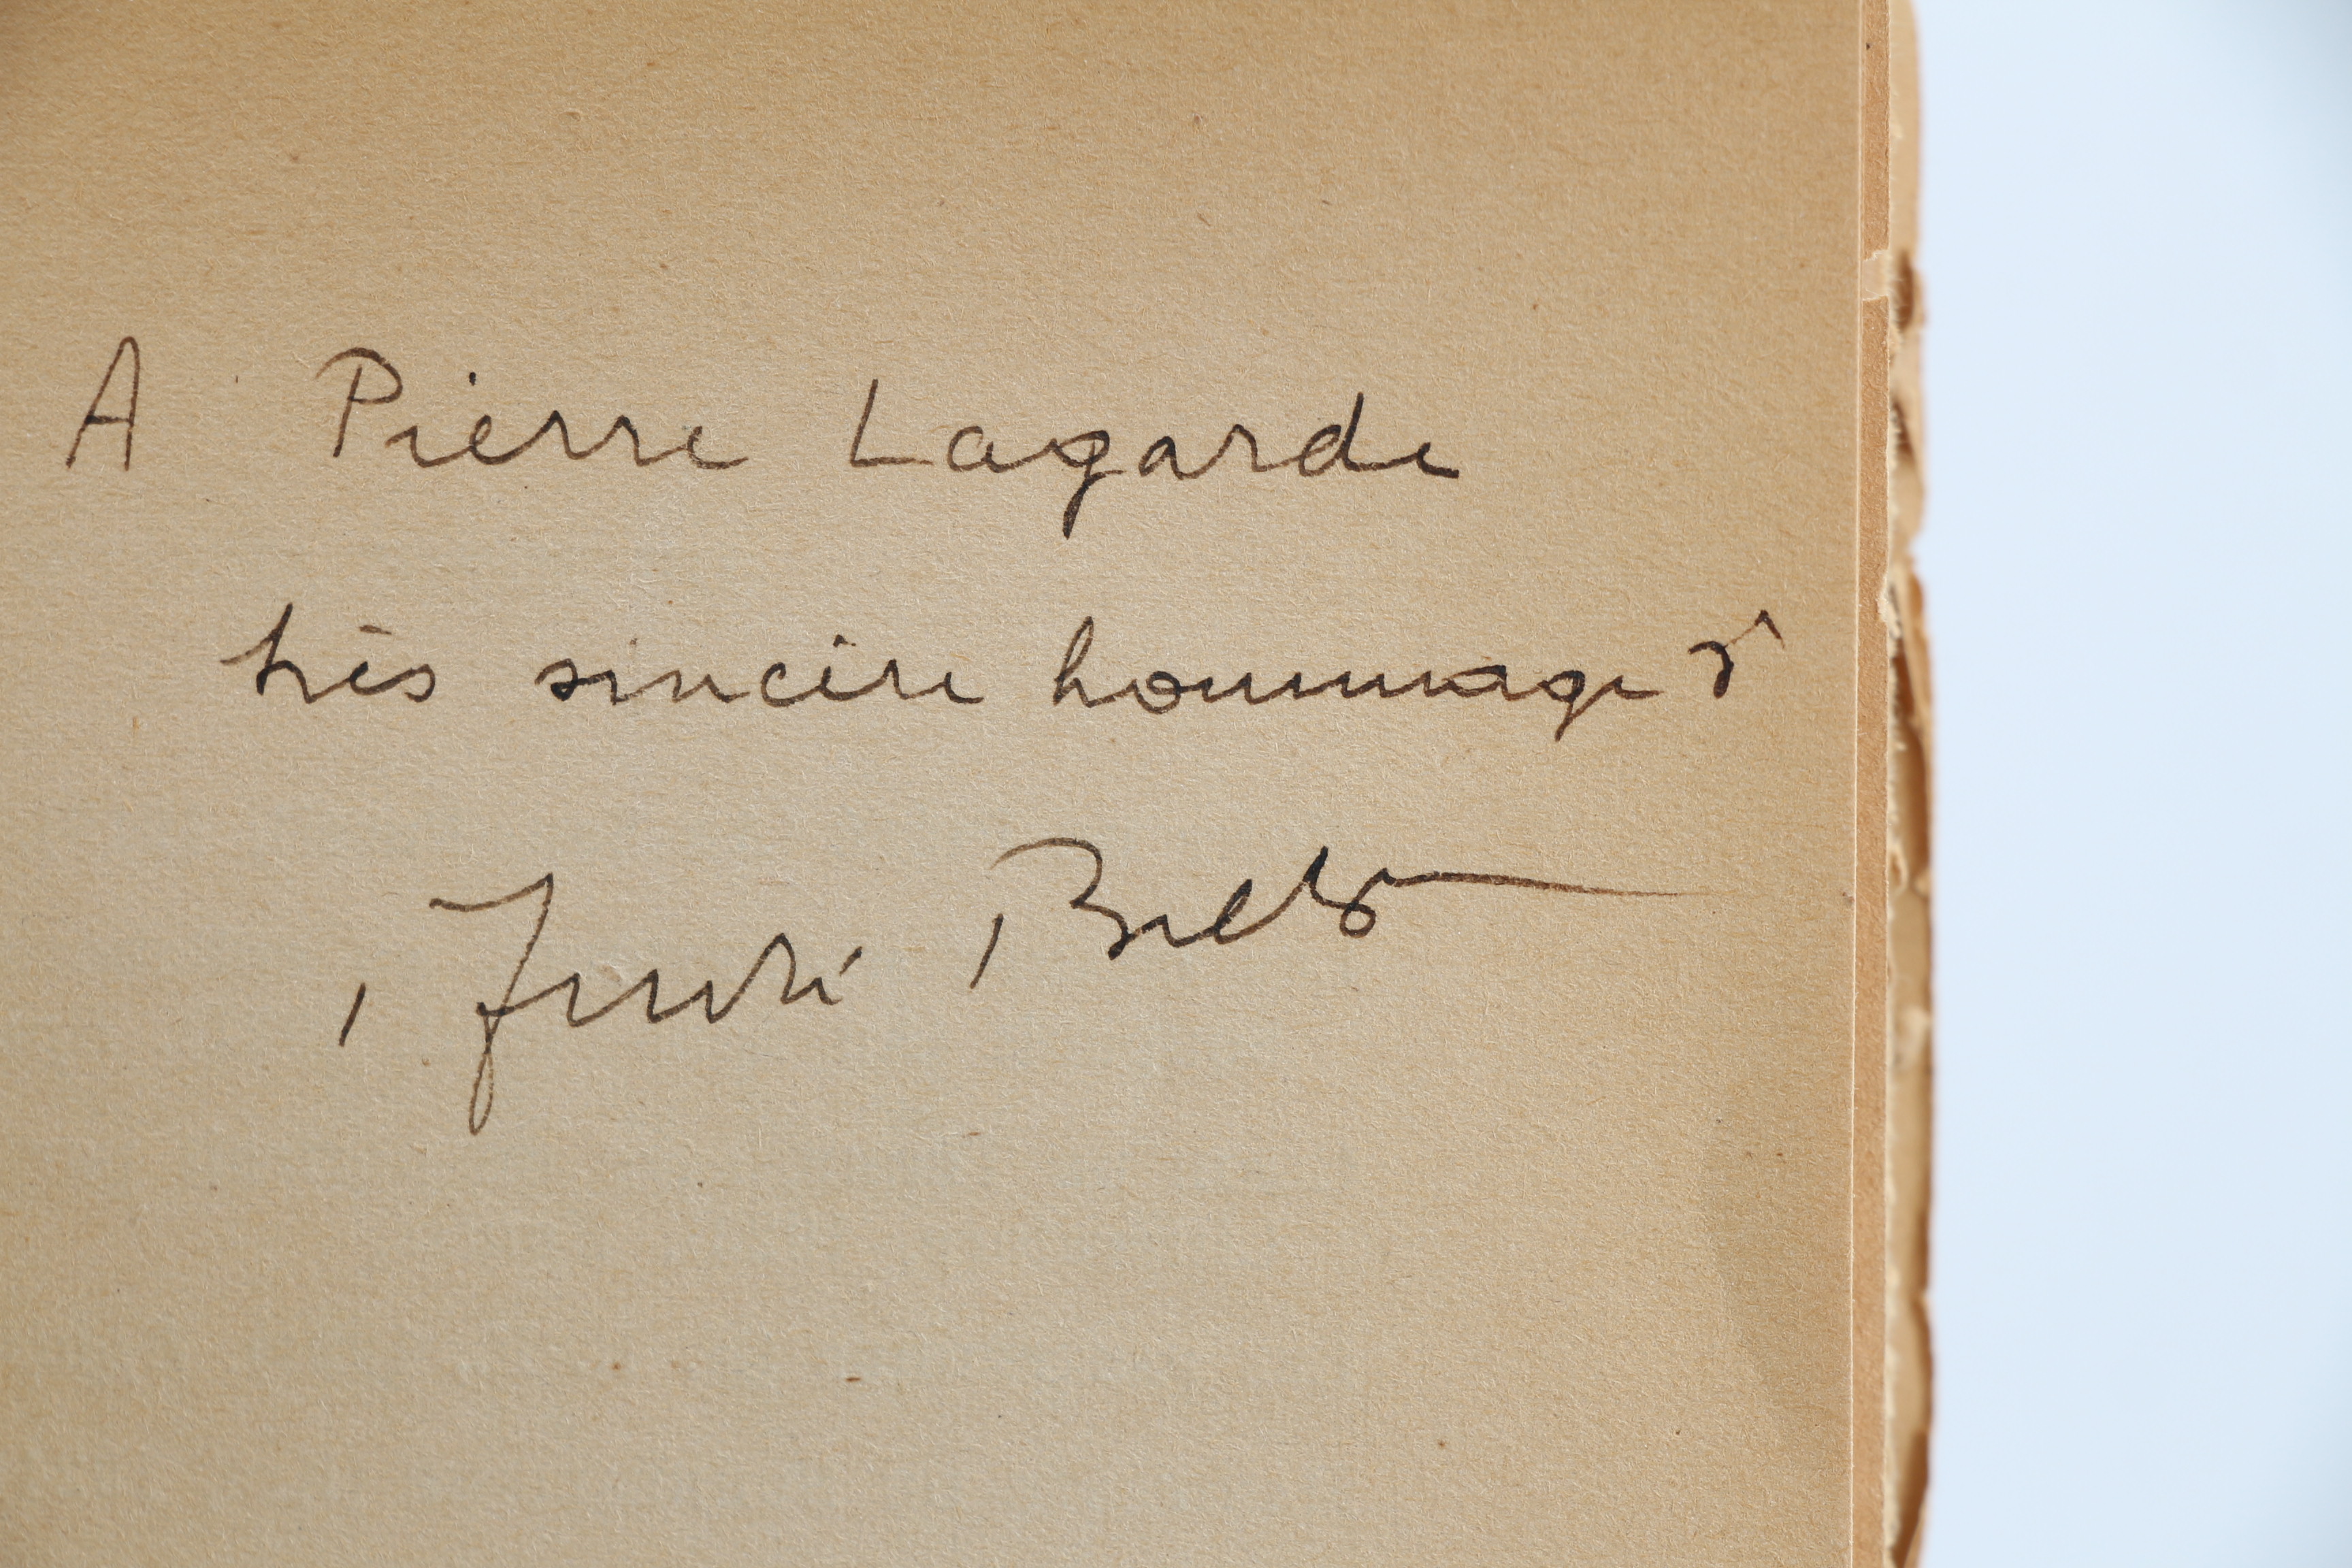 A Pierre Lagarde
très sincère hommage d'
André Breton